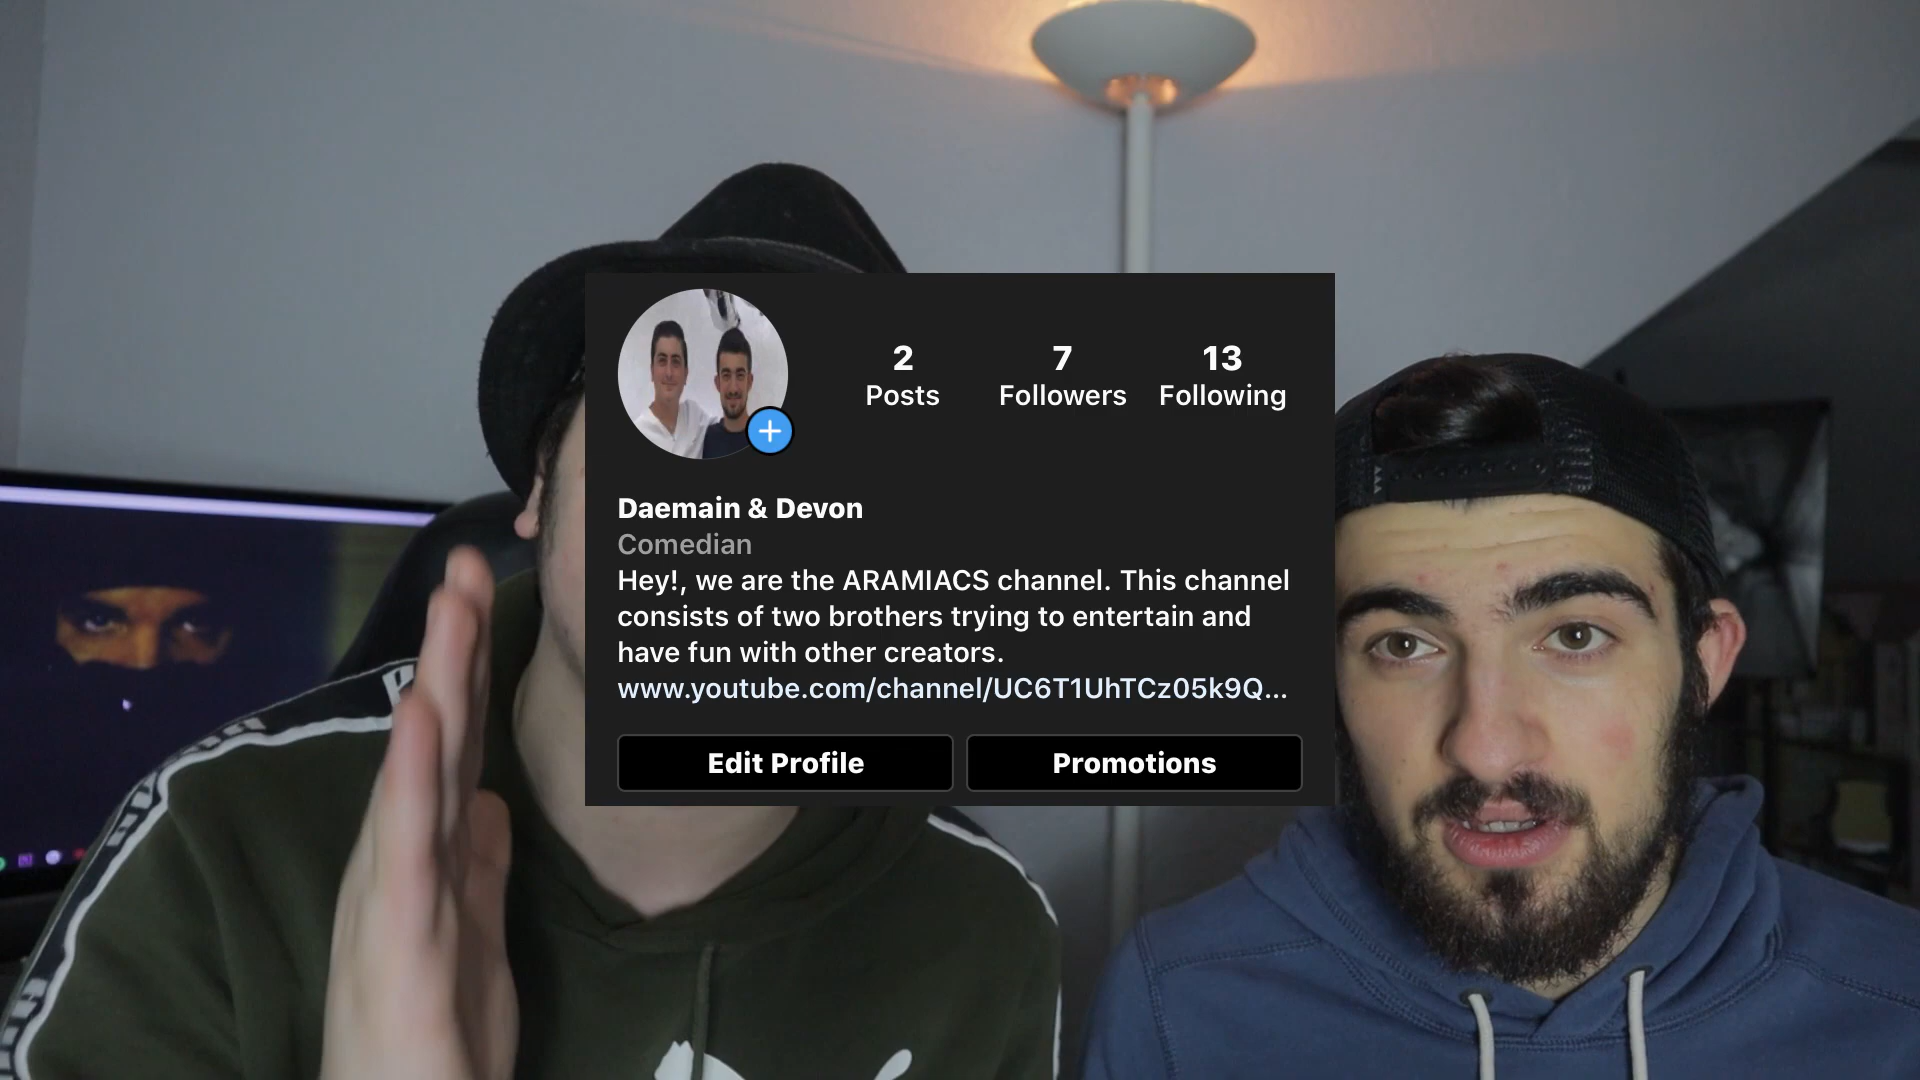 2
Posts
7
Followers
13
Following
Daemain & Devon
Comedian
Hey!, we are the ARAMIACS channel. This channel
consists of two brothers trying to entertain and
have fun with other creators.
www.youtube.com/channel/UC6T1UhTCz05k9Q...
Edit Profile
Promotions